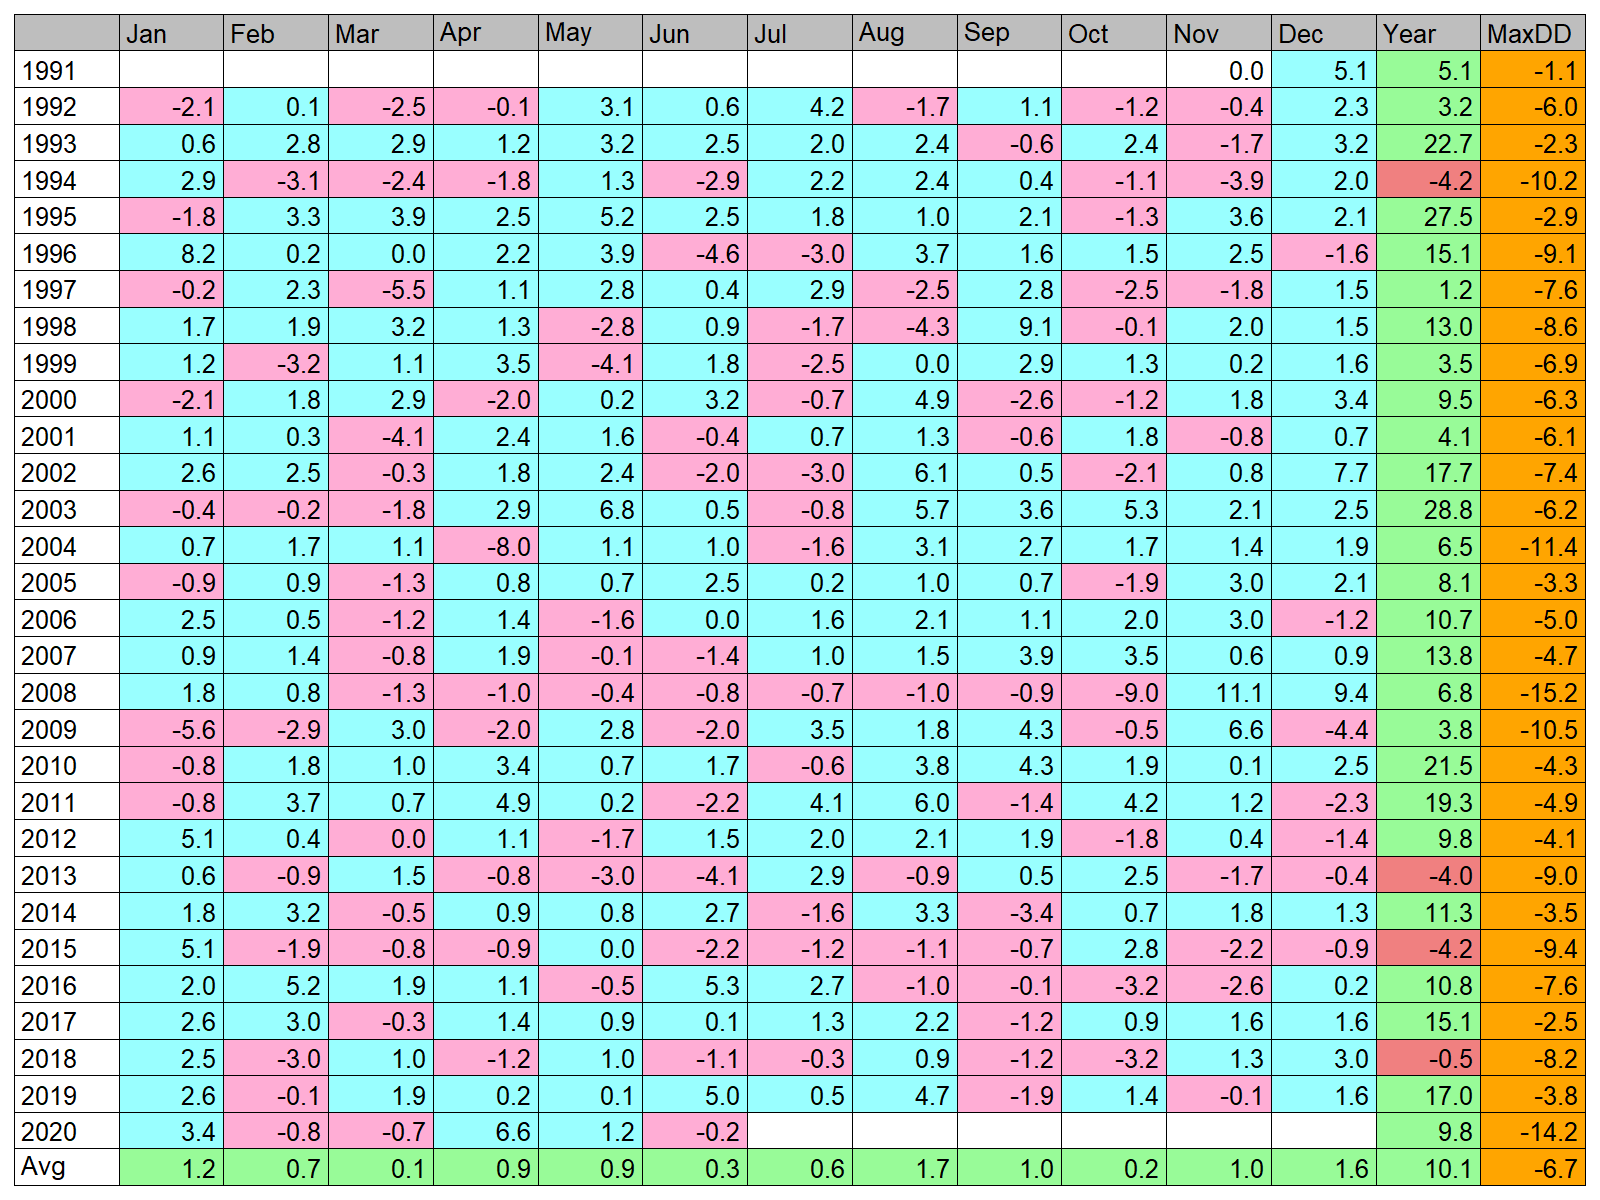 Jan Feb Mar Apr May Jun Jul Aug Sep Oct Nov Dec Year MaxDD
1991 0.0 5.1 5.1 -1.1
1992 -2.1 0.1 -2.5 -0.1 3.1 0.6 4.2 -1.7 1.1 -1.2 -0.4 2.3 3.2 -6.0
1993 0.6 2.8 2.9 1.2 3.2 2.5 2.0 2.4 -0.6 2.4 -1.7 3.2 22.7 -2.3
1994 2.9 -3.1 -2.4 -1.8 1.3 -2.9 2.2 2.4 0.4 -1.1 -3.9 2.0 -4.2 -10.2
1995 -1.8 3.3 3.9 2.5 5.2 2.5 1.8 1.0 2.1 -1.3 3.6 2.1 27.5 -2.9
1996 8.2 0.2 0.0 2.2 3.9 -4.6 -3.0 3.7 1.6 1.5 2.5 -1.6 15.1 -9.1
1997 -0.2 2.3 -5.5 1.1 2.8 0.4 2.9 -2.5 2.8 -2.5 -1.8 1.5 1.2 -7.6
1998 1.7 1.9 3.2 1.3 -2.8 0.9 -1.7 -4.3 9.1 -0.1 2.0 1.5 13.0 -8.6
1999 1.2 -3.2 1.1 3.5 -4.1 1.8 -2.5 0.0 2.9 1.3 0.2 1.6 3.5 -6.9
2000 -2.1 1.8 2.9 -2.0 0.2 3.2 -0.7 4.9 -2.6 -1.2 1.8 3.4 9.5 -6.3
2001 1.1 0.3 -4.1 2.4 1.6 -0.4 0.7 1.3 -0.6 1.8 -0.8 0.7 4.1 -6.1
2002 2.6 2.5 -0.3 1.8 2.4 -2.0 -3.0 6.1 0.5 -2.1 0.8 7.7 17.7 -7.4
2003 -0.4 -0.2 -1.8 2.9 6.8 0.5 -0.8 5.7 3.6 5.3 2.1 2.5 28.8 -6.2
2004 0.7 1.7 1.1 -8.0 1.1 1.0 -1.6 3.1 2.7 1.7 1.4 1.9 6.5 -11.4
2005 -0.9 0.9 -1.3 0.8 0.7 2.5 0.2 1.0 0.7 -1.9 3.0 2.1 8.1 -3.3
2006 2.5 0.5 -1.2 1.4 -1.6 0.0 1.6 2.1 1.1 2.0 3.0 -1.2 10.7 -5.0
2007 0.9 1.4 -0.8 1.9 -0.1 -1.4 1.0 1.5 3.9 3.5 0.6 0.9 13.8 -4.7
2008 1.8 0.8 -1.3 -1.0 -0.4 -0.8 -0.7 -1.0 -0.9 -9.0 11.1 9.4 6.8 -15.2
2009 -5.6 -2.9 3.0 -2.0 2.8 -2.0 3.5 1.8 4.3 -0.5 6.6 -4.4 3.8 -10.5
2010 -0.8 1.8 1.0 3.4 0.7 1.7 -0.6 3.8 4.3 1.9 0.1 2.5 21.5 -4.3
2011 -0.8 3.7 0.7 4.9 0.2 -2.2 4.1 6.0 -1.4 4.2 1.2 -2.3 19.3 -4.9
2012 5.1 0.4 0.0 1.1 -1.7 1.5 2.0 2.1 1.9 -1.8 0.4 -1.4 9.8 -4.1
2013 0.6 -0.9 1.5 -0.8 -3.0 -4.1 2.9 -0.9 0.5 2.5 -1.7 -0.4 -4.0 -9.0
2014 1.8 3.2 -0.5 0.9 0.8 2.7 -1.6 3.3 -3.4 0.7 1.8 1.3 11.3 -3.5
2015 5.1 -1.9 -0.8 -0.9 0.0 -2.2 -1.2 -1.1 -0.7 2.8 -2.2 -0.9 -4.2 -9.4
2016 2.0 5.2 1.9 1.1 -0.5 5.3 2.7 -1.0 -0.1 -3.2 -2.6 0.2 10.8 -7.6
2017 2.6 3.0 -0.3 1.4 0.9 0.1 1.3 2.2 -1.2 0.9 1.6 1.6 15.1 -2.5
2018 2.5 -3.0 1.0 -1.2 1.0 -1.1 -0.3 0.9 -1.2 -3.2 1.3 3.0 -0.5 -8.2
2019 2.6 -0.1 1.9 0.2 0.1 5.0 0.5 4.7 -1.9 1.4 -0.1 1.6 17.0 -3.8
2020 3.4 -0.8 -0.7 6.6 1.2 -0.2 9.8 -14.2
Avg 1.2 0.7 0.1 0.9 0.9 0.3 0.6 1.7 1.0 0.2 1.0 1.6 10.1 -6.7